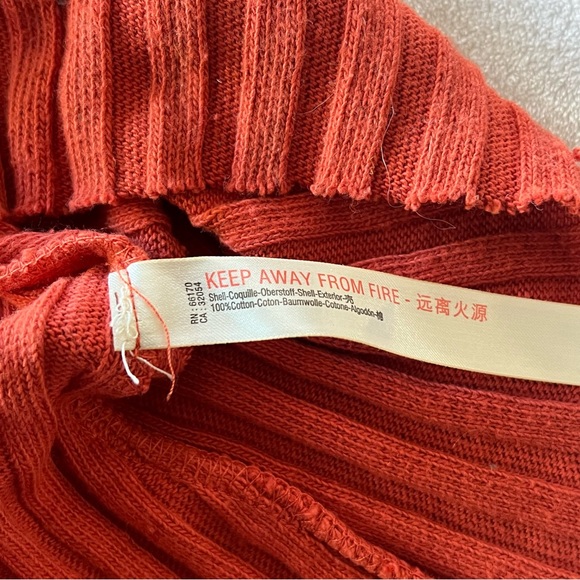 RN : 66170
CA : 32054
KEEP AWAY FROM FIRE - 远离火源
Shell-Coquille-Oberstoff-Shell-Exterior-壳
100%Cotton-Coton-Baumwolle-Cotone-Algodón-棉